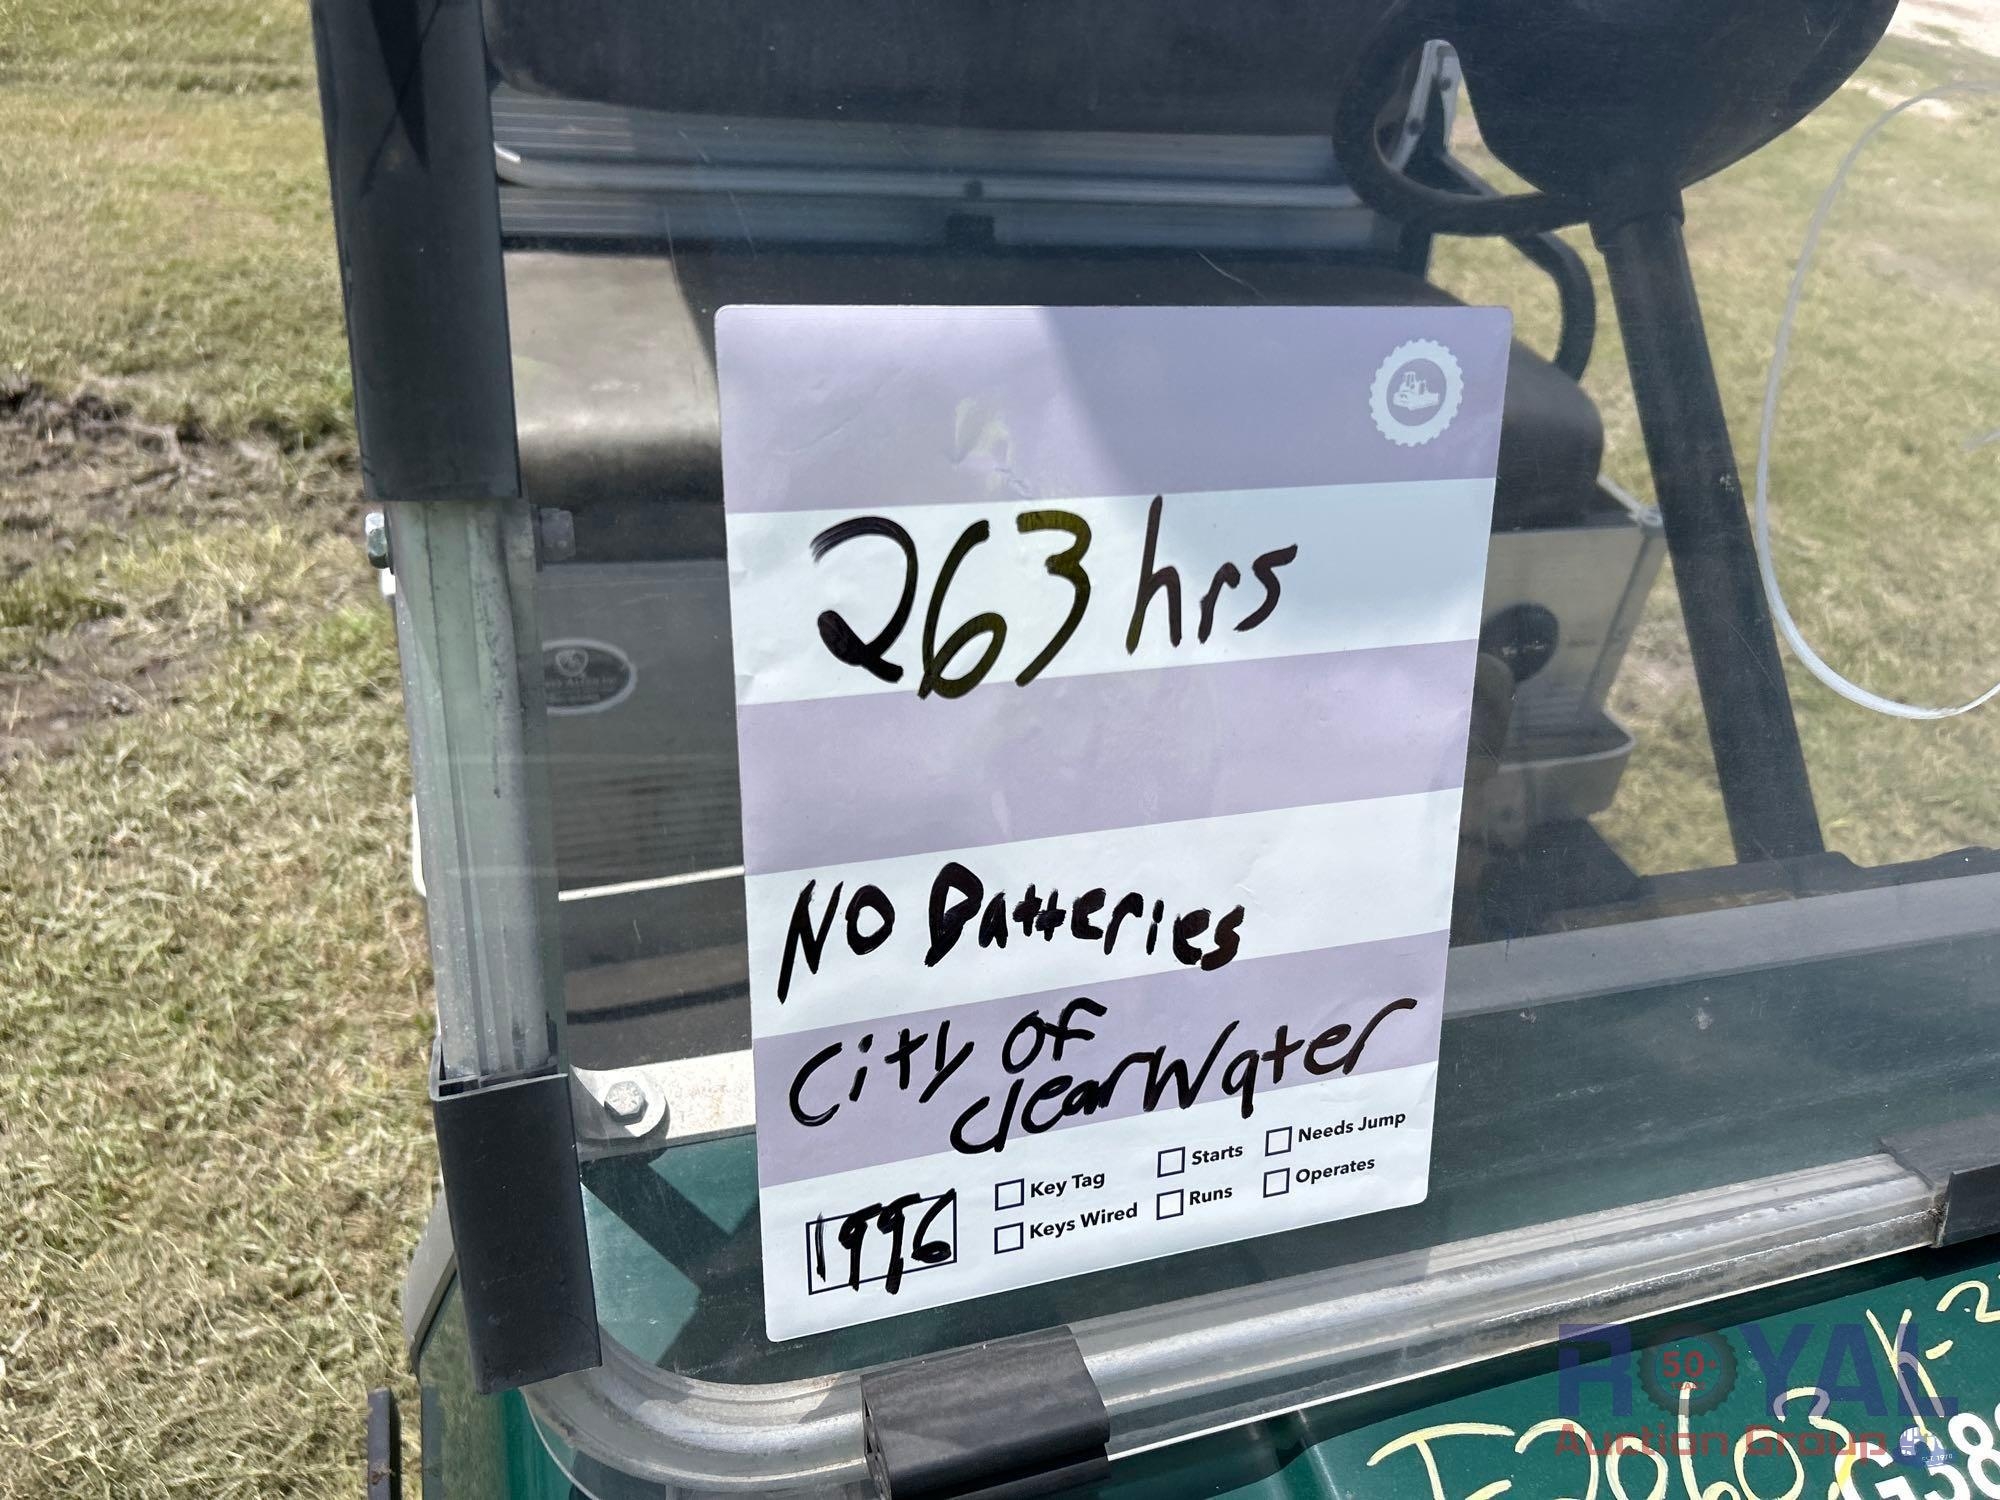 263 hrs
NO Batteries
City of
clearWater
1996
Key Tag
Keys Wired
Starts
Runs
Needs Jump
Operates
ROYAL
50
Auction Group